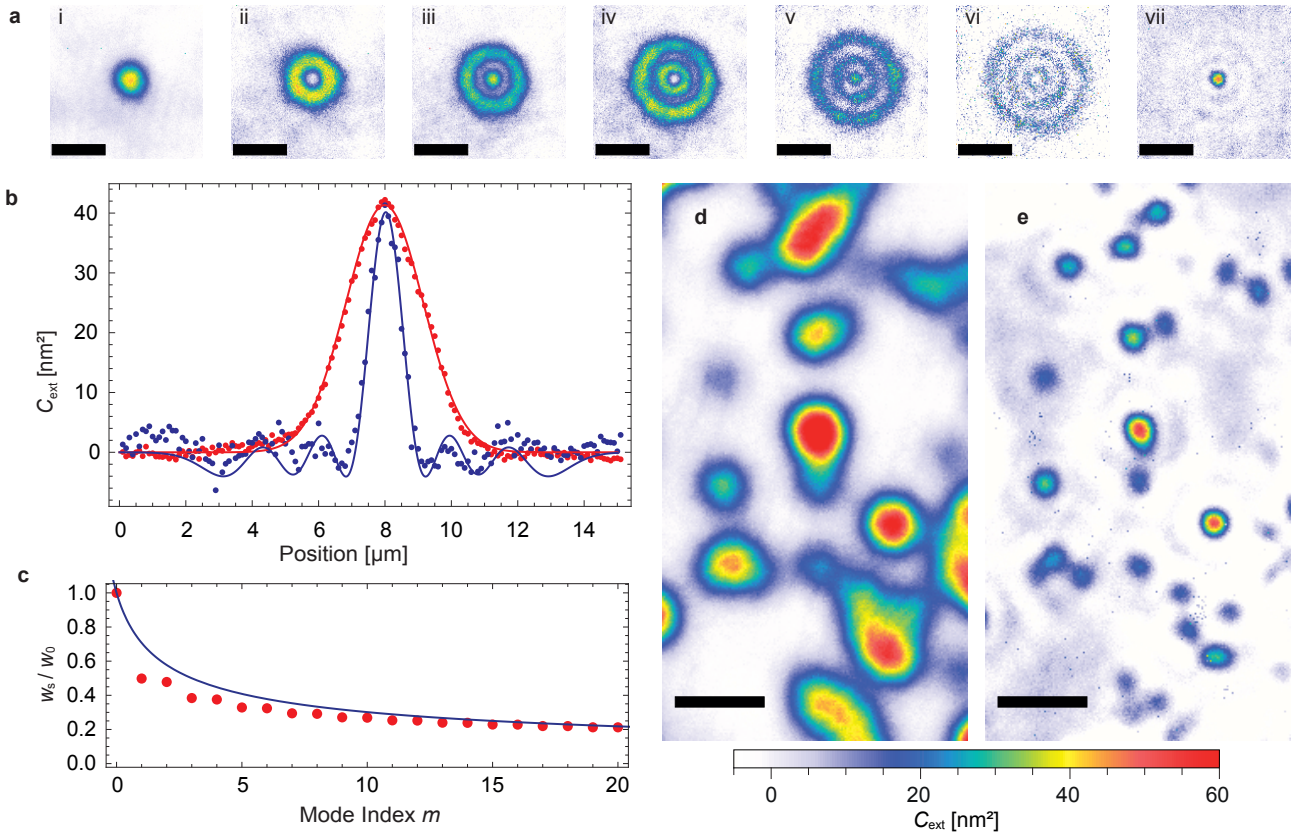 a
i
ii
iii
iv
v
vi
vii
b
40
30
20
10
0
C_ext [nm²]
0 2 4 6 8 10 12 14
Position [µm]
c
1.0
0.8
0.6
0.4
0.2
0.0
w_s / w_0
0 5 10 15 20
Mode Index m
d
e
0 20 40 60
C_ext [nm²]